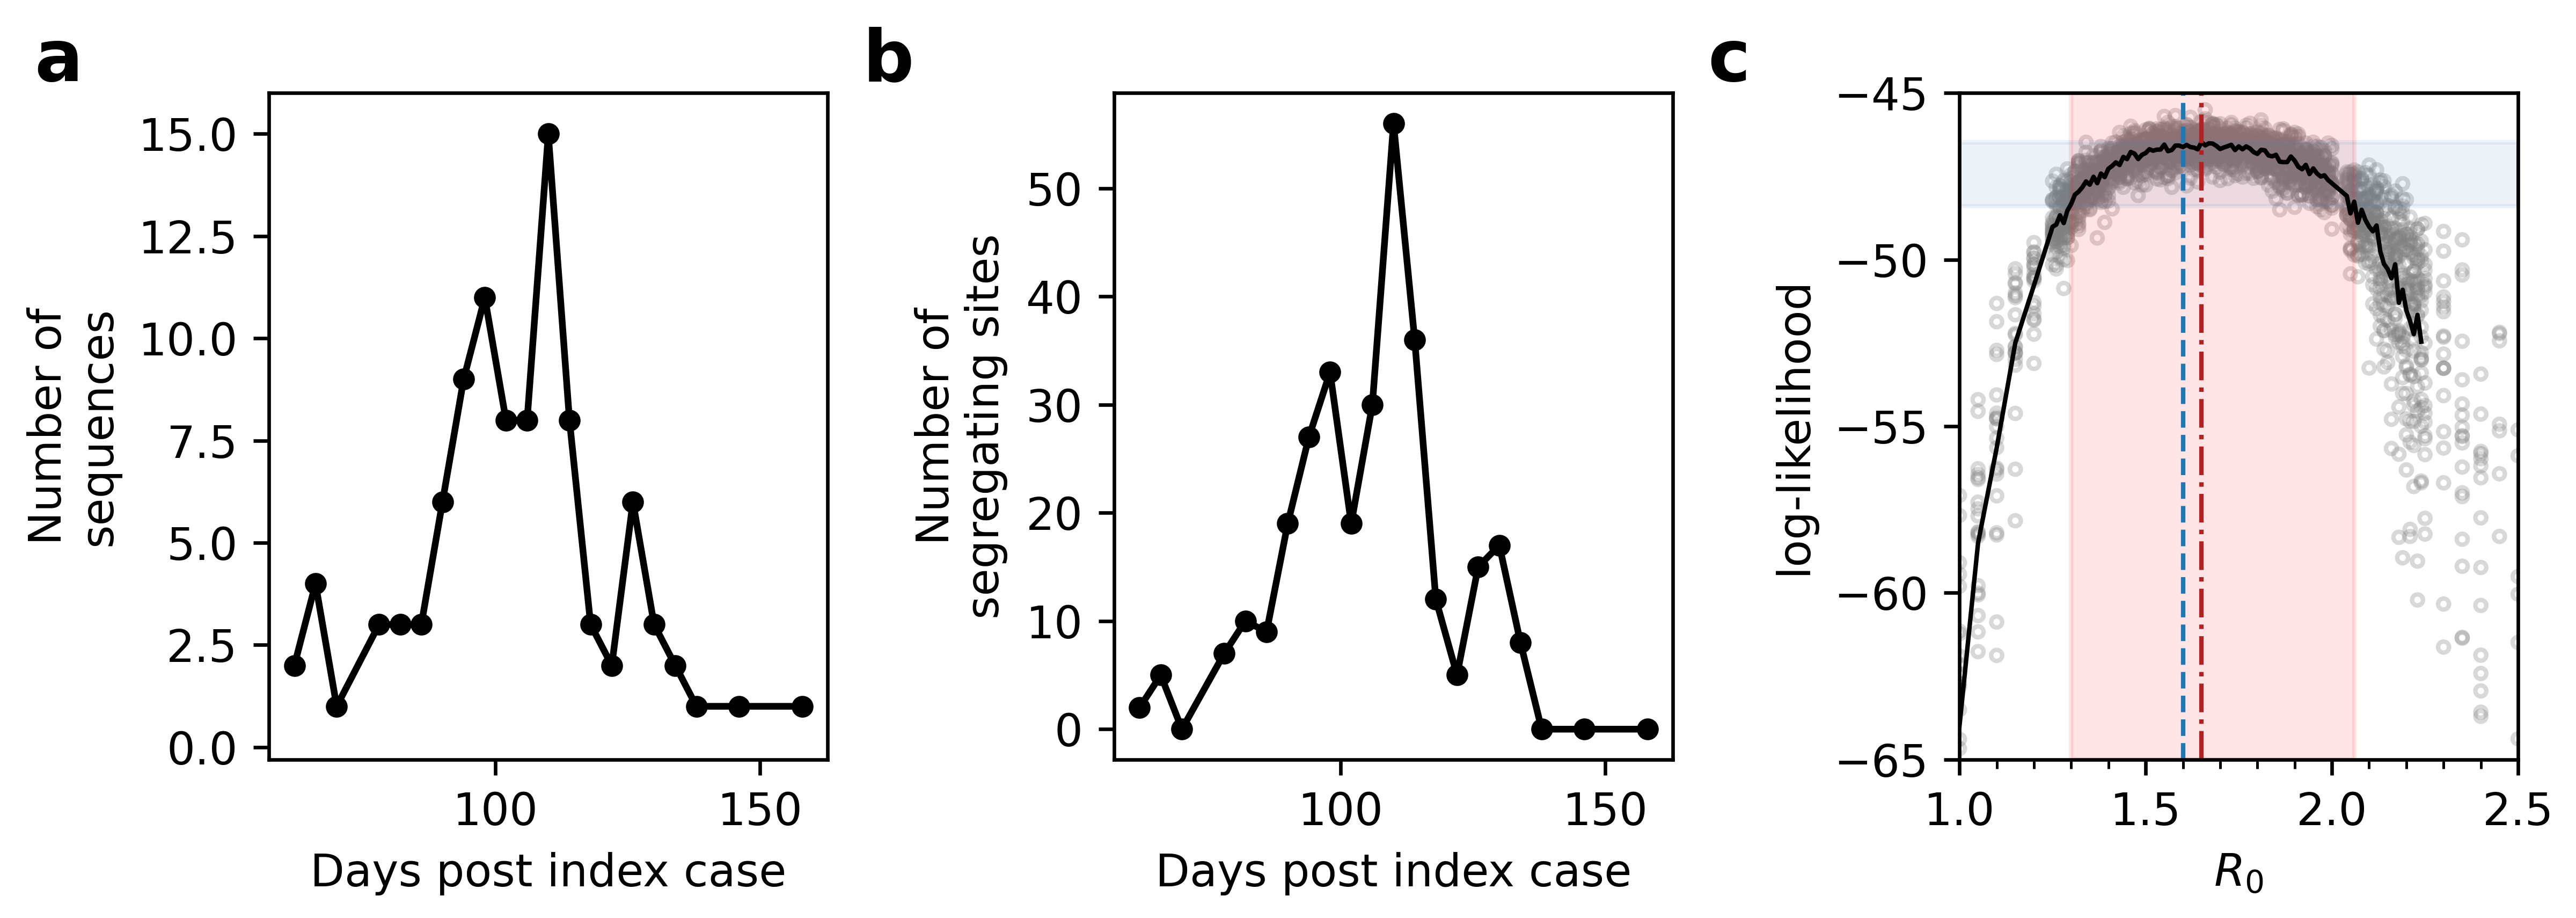 a
Number of
sequences
15.0
12.5
10.0
7.5
5.0
2.5
0.0
100
150
Days post index case
b
Number of
segregating sites
50
40
30
20
10
0
100
150
Days post index case
c
log-likelihood
−45
−50
−55
−60
−65
1.0
1.5
2.0
2.5
R₀